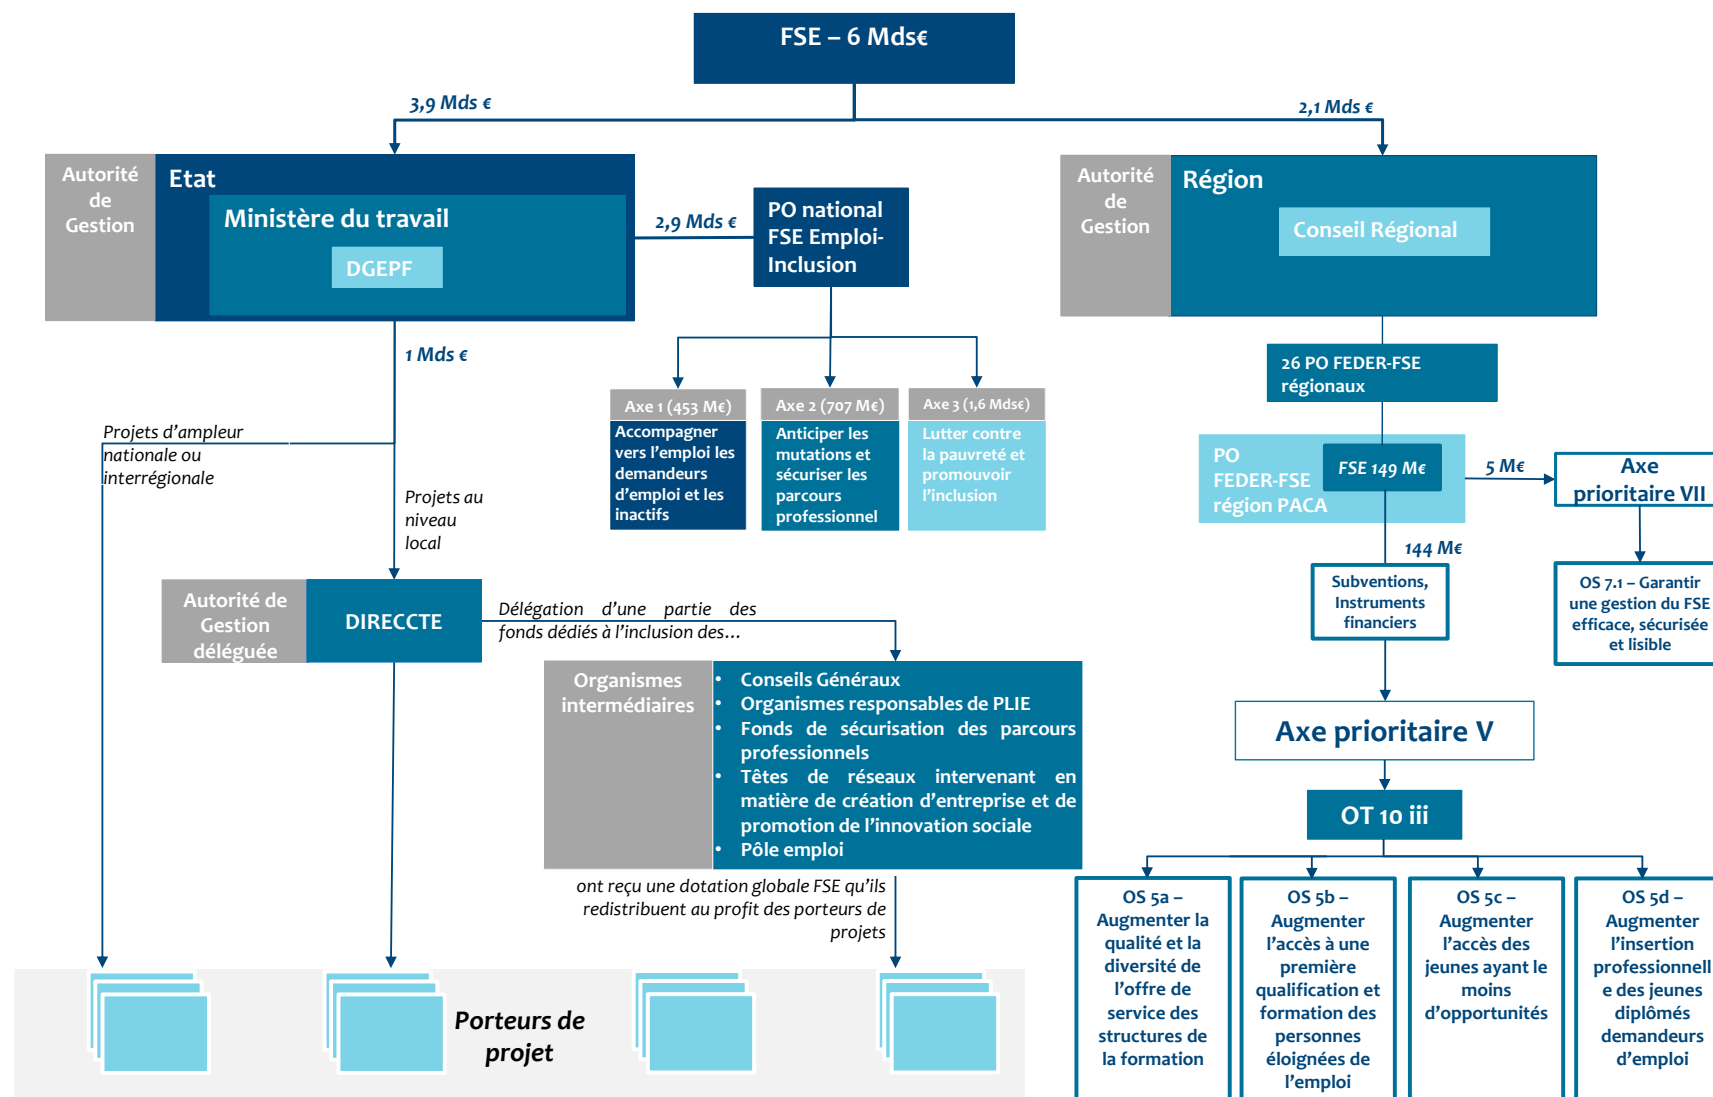 FSE – 6 Mds€
3,9 Mds €
2,1 Mds €
Autorité
de
Gestion
Etat
Ministère du travail
DGEPF
2,9 Mds €
PO national
FSE Emploi-
Inclusion
Autorité
de
Gestion
Région
Conseil Régional
1 Mds €
26 PO FEDER-FSE
régionaux
Axe 1 (453 M€)
Accompagner
vers l’emploi les
demandeurs
d’emploi et les
inactifs
Axe 2 (707 M€)
Anticiper les
mutations et
sécuriser les
parcours
professionnel
Axe 3 (1,6 Mds€)
Lutter contre
la pauvreté et
promouvoir
l’inclusion
Projets d’ampleur
nationale ou
interrégionale
Projets au
niveau
local
PO
FEDER-FSE
région PACA
FSE 149 M€
5 M€
Axe
prioritaire VII
144 M€
Subventions,
Instruments
financiers
OS 7.1 – Garantir
une gestion du FSE
efficace, sécurisée
et lisible
Autorité de
Gestion
déléguée
DIRECCTE
Délégation d’une partie des
fonds dédiés à l’inclusion des…
Organismes
intermédiaires
• Conseils Généraux
• Organismes responsables de PLIE
• Fonds de sécurisation des parcours
professionnels
• Têtes de réseaux intervenant en
matière de création d’entreprise et de
promotion de l’innovation sociale
• Pôle emploi
Axe prioritaire V
OT 10 iii
ont reçu une dotation globale FSE qu’ils
redistribuent au profit des porteurs de
projets
OS 5a –
Augmenter la
qualité et la
diversité de
l’offre de
service des
structures de
la formation
OS 5b –
Augmenter
l’accès à une
première
qualification et
formation des
personnes
éloignées de
l’emploi
OS 5c –
Augmenter
l’accès des
jeunes ayant le
moins
d’opportunités
OS 5d –
Augmenter
l’insertion
professionnell
e des jeunes
diplômés
demandeurs
d’emploi
Porteurs de
projet